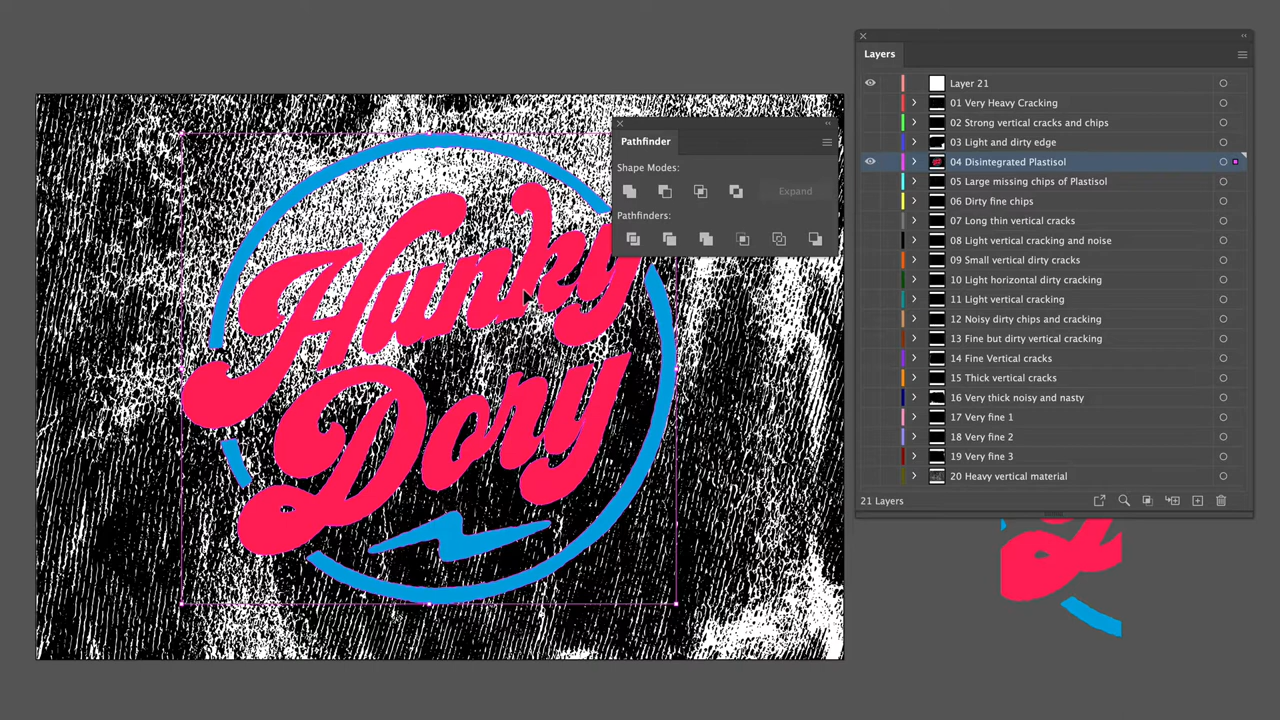 Layers
Layer 21
01 Very Heavy Cracking
02 Strong vertical cracks and chips
03 Light and dirty edge
04 Disintegrated Plastisol
05 Large missing chips of Plastisol
06 Dirty fine chips
07 Long thin vertical cracks
08 Light vertical cracking and noise
09 Small vertical dirty cracks
10 Light horizontal dirty cracking
11 Light vertical cracking
12 Noisy dirty chips and cracking
13 Fine but dirty vertical cracking
14 Fine Vertical cracks
15 Thick vertical cracks
16 Very thick noisy and nasty
17 Very fine 1
18 Very fine 2
19 Very fine 3
20 Heavy vertical material
21 Layers
Pathfinder
Shape Modes:
Expand
Pathfinders:
Hunky
Dory